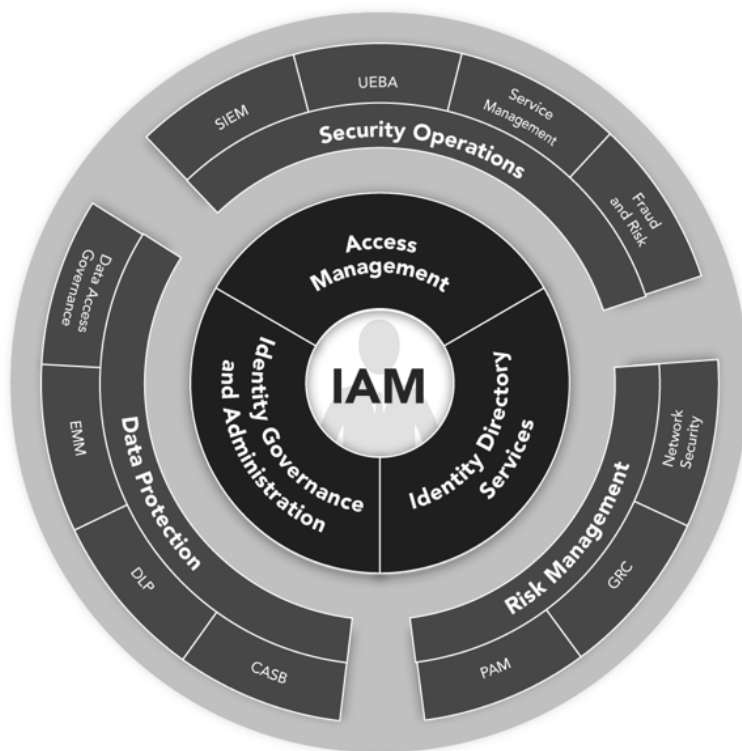 SIEM
UEBA
Service
Management
Fraud
and Risk
Security Operations
Access
Management
IAM
Identity Governance
and Administration
Identity Directory
Services
Data Access
Governance
EMM
DLP
CASB
Data Protection
Network
Security
GRC
PAM
Risk Management